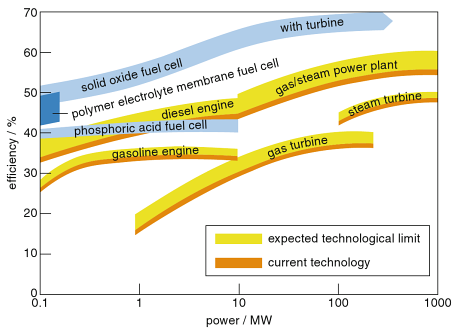 70
60
50
40
30
20
10
0
efficiency / %
with turbine
solid oxide fuel cell
polymer electrolyte membrane fuel cell
gas/steam power plant
diesel engine
steam turbine
phosphoric acid fuel cell
gasoline engine
gas turbine
expected technological limit
current technology
0.1
1
10
100
1000
power / MW